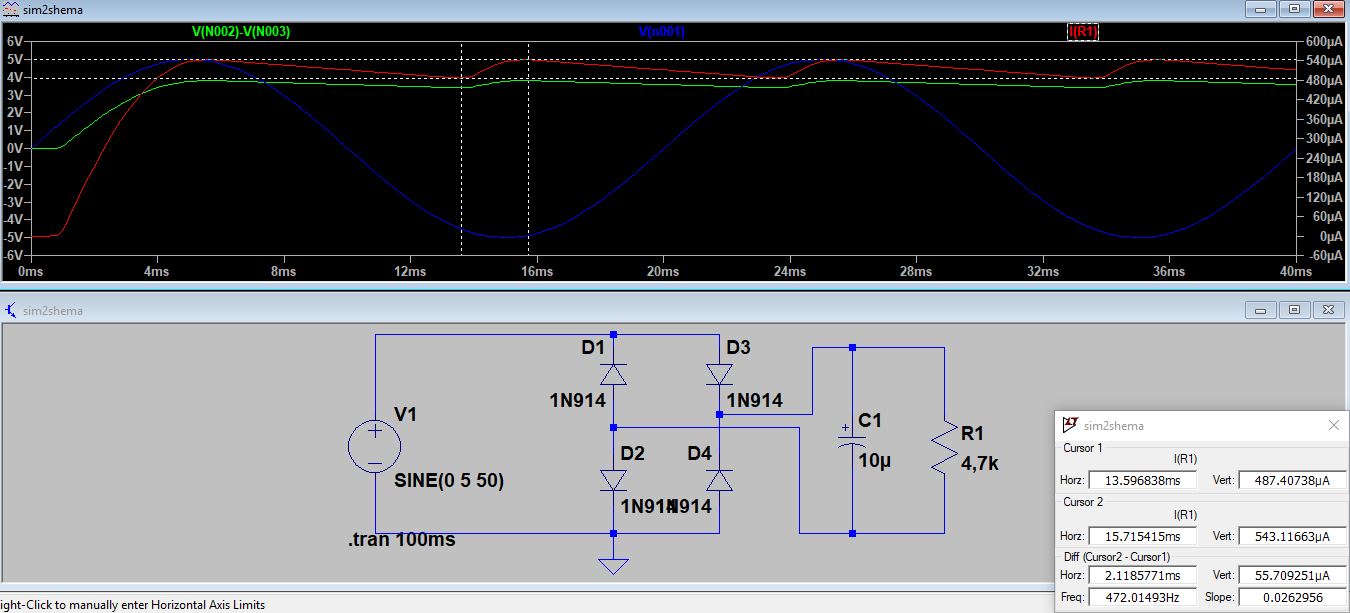 sim2shema
V(N002)-V(N003) V(n001) I(R1)
6V 600µA
5V 540µA
4V 480µA
3V 420µA
2V 360µA
1V 300µA
0V 240µA
-1V 180µA
-2V 120µA
-3V 60µA
-4V 0µA
-5V -60µA
-6V
0ms 4ms 8ms 12ms 16ms 20ms 24ms 28ms 32ms 36ms 40ms
sim2shema
D1 D3
1N914 1N914
V1
SINE(0 5 50)
.tran 100ms
D2 D4
1N914 1N914
C1
10µ
R1
4,7k
sim2shema
Cursor 1
I(R1)
Horz: 13.596838ms Vert: 487.40738µA
Cursor 2
I(R1)
Horz: 15.715415ms Vert: 543.11663µA
Diff (Cursor2 - Cursor1)
Horz: 2.1185771ms Vert: 55.709251µA
Freq: 472.01493Hz Slope: 0.0262956
ight-Click to manually enter Horizontal Axis Limits